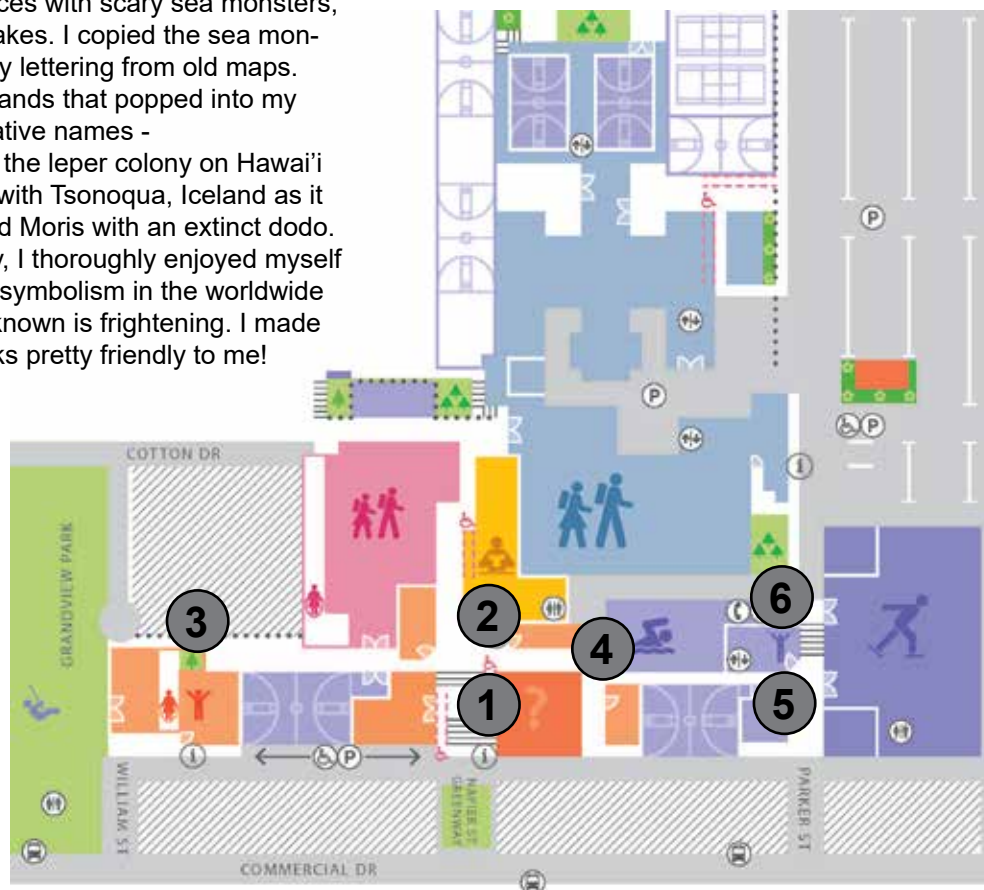 ces with scary sea monsters,
akes. I copied the sea mon-
y lettering from old maps.
ands that popped into my
ative names -
the leper colony on Hawai'i
with Tsonoqua, Iceland as it
d Moris with an extinct dodo.
, I thoroughly enjoyed myself
symbolism in the worldwide
known is frightening. I made
ks pretty friendly to me!
P
P
P
i
COTTON DR
GRANDVIEW PARK
3
2
6
4
1
?
5
i
P
i
WILLIAM ST
NAPIER ST
GREENWAY
PARKER ST
COMMERCIAL DR